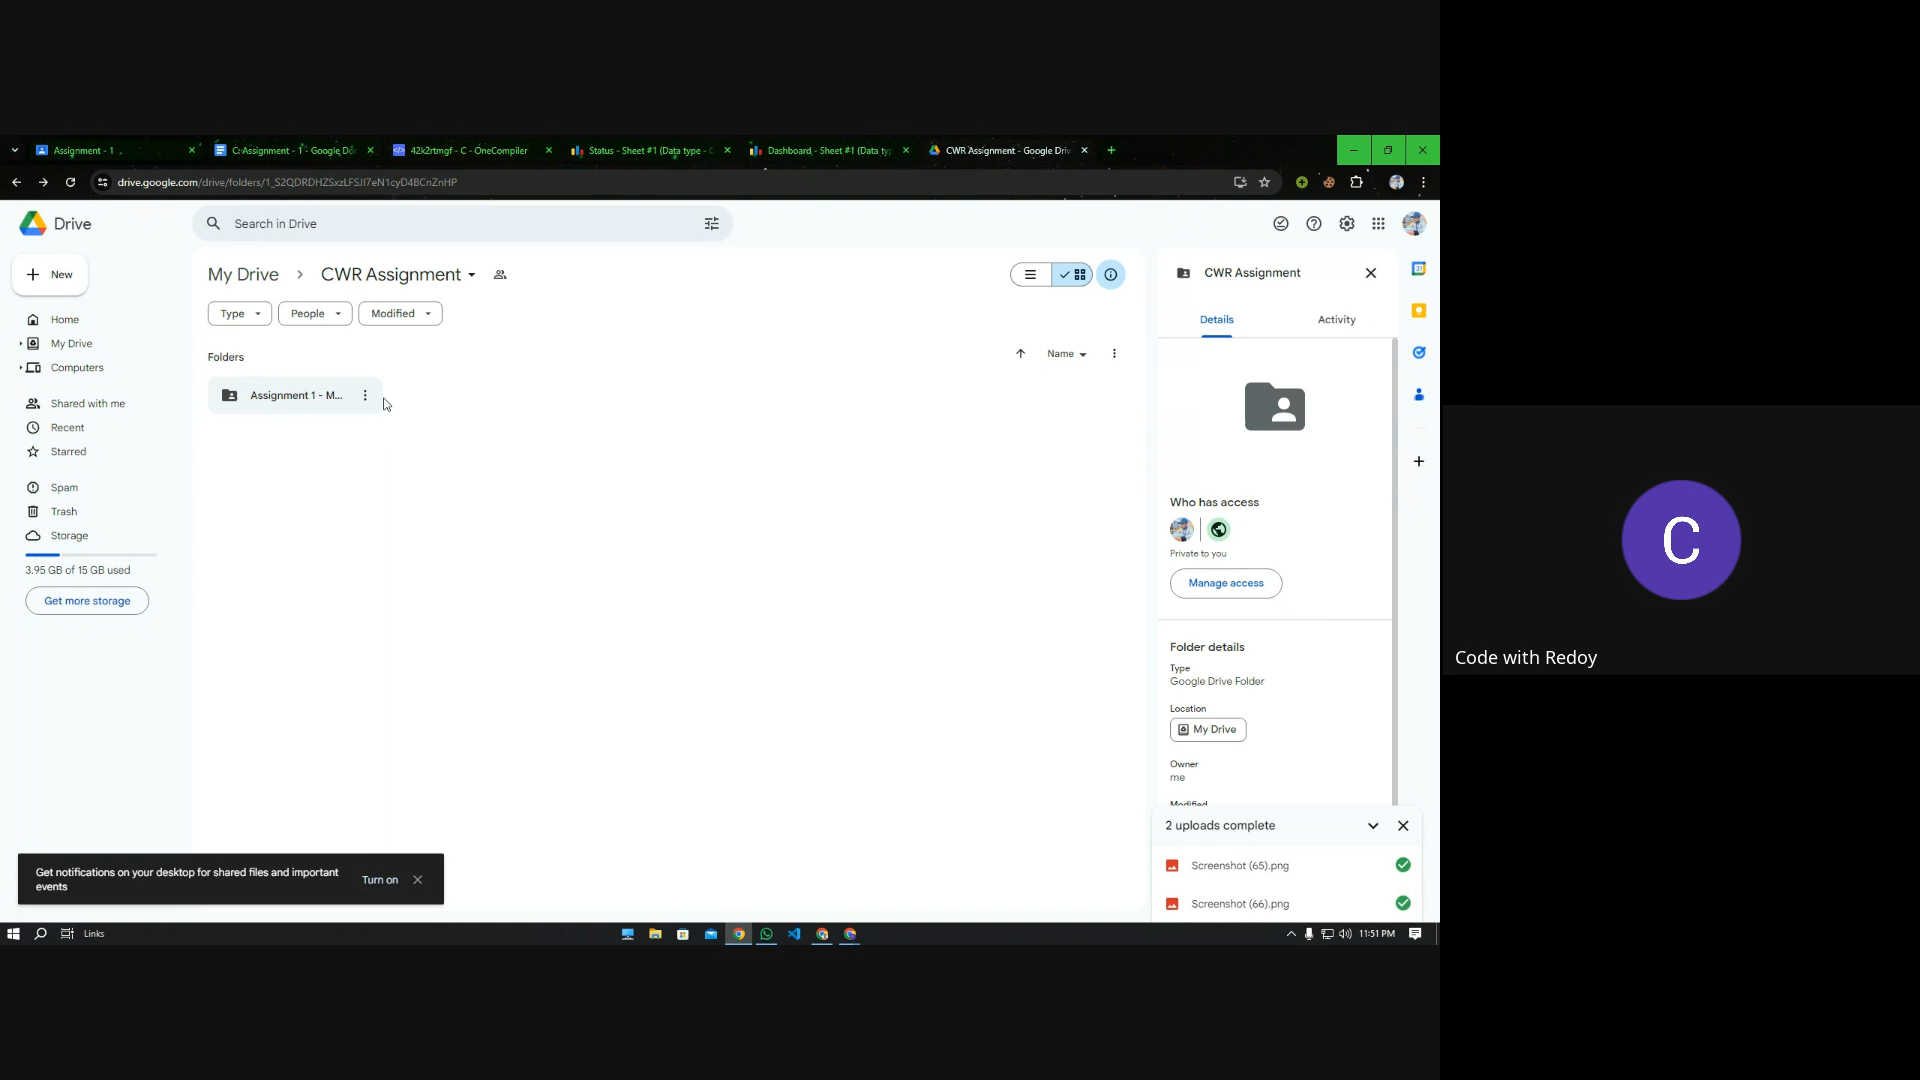 Assignment - 1
C Assignment - 1 - Google Do
42k2rtmgf - C - OneCompiler
Status - Sheet #1 (Data type -
Dashboard - Sheet #1 (Data ty
CWR Assignment - Google Driv
drive.google.com/drive/folders/1_S2QDRDHZSxzLFSJI7eN1cyD4BCnZnHP
Drive
Search in Drive
New
My Drive
CWR Assignment
CWR Assignment
Type
People
Modified
Details
Activity
Home
My Drive
Computers
Shared with me
Recent
Starred
Spam
Trash
Storage
3.95 GB of 15 GB used
Get more storage
Folders
Name
Assignment 1 - M...
Who has access
Private to you
Manage access
Folder details
Type
Google Drive Folder
Location
My Drive
Owner
me
Modified
2 uploads complete
Screenshot (65).png
Screenshot (66).png
Get notifications on your desktop for shared files and important
events
Turn on
Links
11:51 PM
C
Code with Redoy